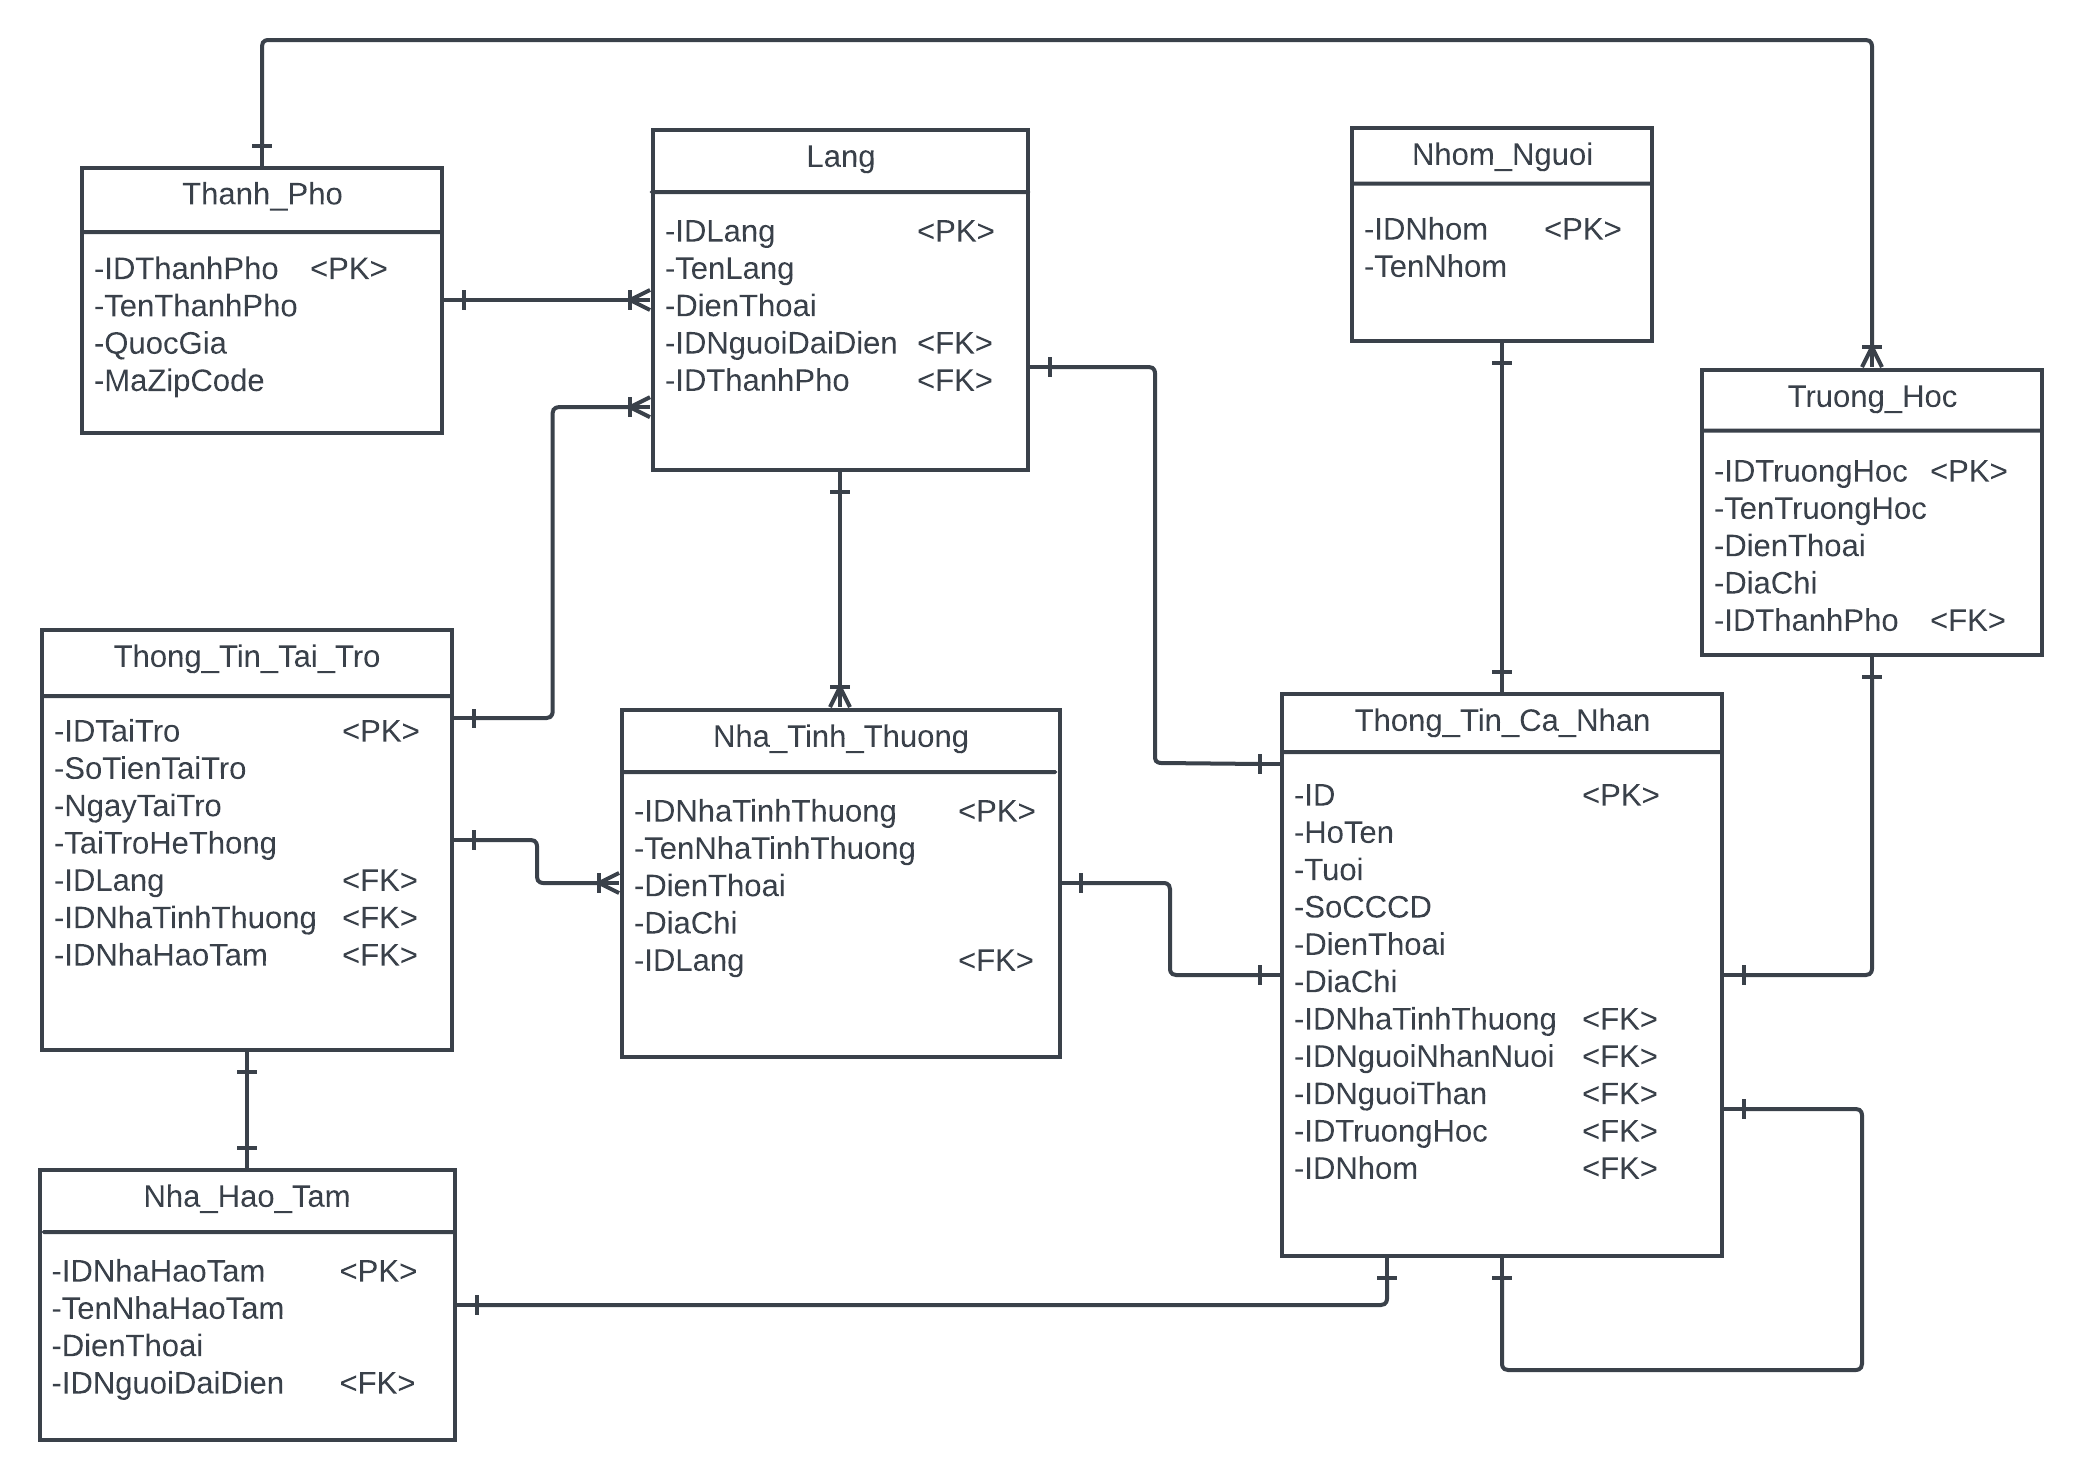 Thanh_Pho
-IDThanhPho <PK>
-TenThanhPho
-QuocGia
-MaZipCode
Lang
-IDLang <PK>
-TenLang
-DienThoai
-IDNguoiDaiDien <FK>
-IDThanhPho <FK>
Nhom_Nguoi
-IDNhom <PK>
-TenNhom
Truong_Hoc
-IDTruongHoc <PK>
-TenTruongHoc
-DienThoai
-DiaChi
-IDThanhPho <FK>
Thong_Tin_Tai_Tro
-IDTaiTro <PK>
-SoTienTaiTro
-NgayTaiTro
-TaiTroHeThong
-IDLang <FK>
-IDNhaTinhThuong <FK>
-IDNhaHaoTam <FK>
Nha_Tinh_Thuong
-IDNhaTinhThuong <PK>
-TenNhaTinhThuong
-DienThoai
-DiaChi
-IDLang <FK>
Thong_Tin_Ca_Nhan
-ID <PK>
-HoTen
-Tuoi
-SoCCCD
-DienThoai
-DiaChi
-IDNhaTinhThuong <FK>
-IDNguoiNhanNuoi <FK>
-IDNguoiThan <FK>
-IDTruongHoc <FK>
-IDNhom <FK>
Nha_Hao_Tam
-IDNhaHaoTam <PK>
-TenNhaHaoTam
-DienThoai
-IDNguoiDaiDien <FK>